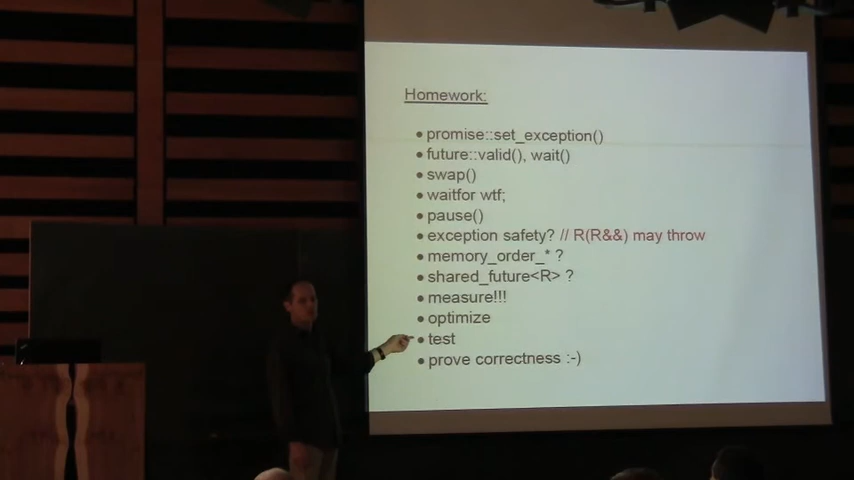 Homework:
• promise::set_exception()
• future::valid(), wait()
• swap()
• waitfor wtf;
• pause()
• exception safety? // R(R&&) may throw
• memory_order_* ?
• shared_future<R> ?
• measure!!!
• optimize
• test
• prove correctness :-)